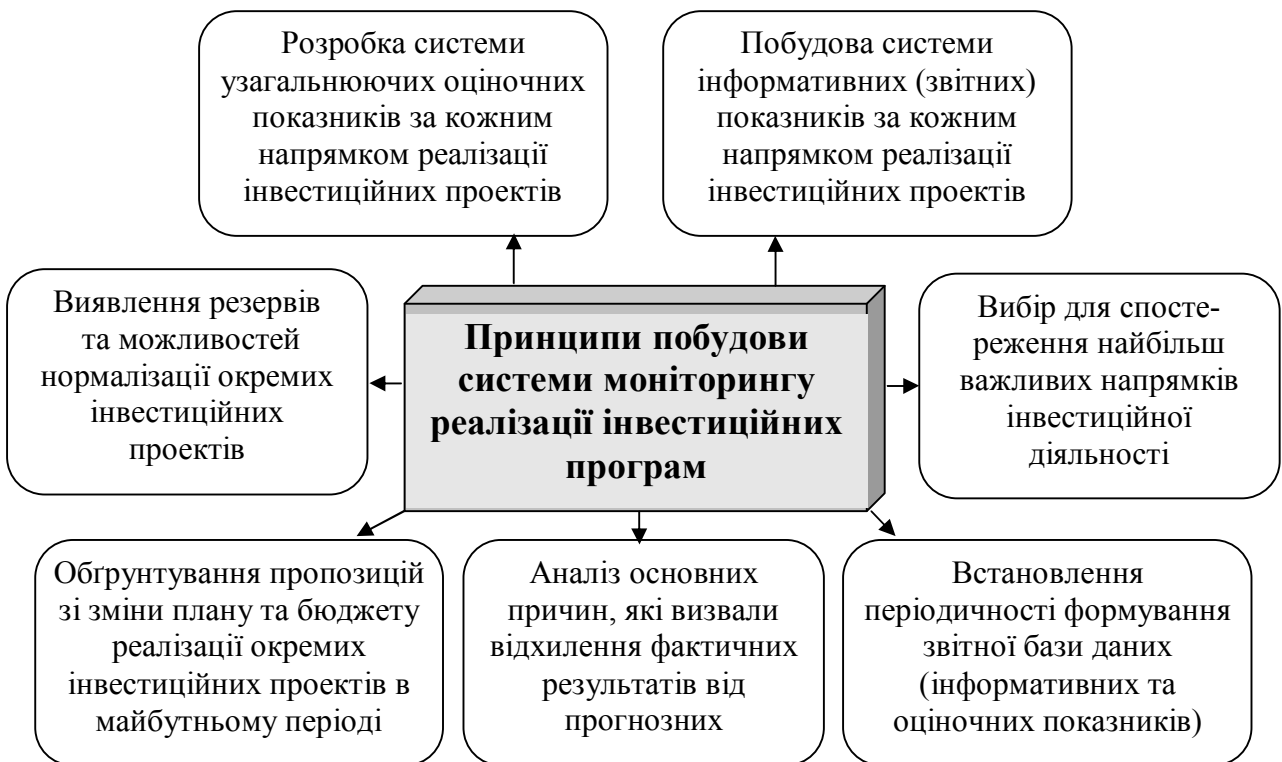 Розробка системи
узагальнюючих оціночних
показників за кожним
напрямком реалізації
інвестиційних проектів
Побудова системи
інформативних (звітних)
показників за кожним
напрямком реалізації
інвестиційних проектів
Виявлення резервів
та можливостей
нормалізації окремих
інвестиційних
проектів
Принципи побудови
системи моніторингу
реалізації інвестиційних
програм
Вибір для спосте-
реження найбільш
важливих напрямків
інвестиційної
діяльності
Обґрунтування пропозицій
зі зміни плану та бюджету
реалізації окремих
інвестиційних проектів в
майбутньому періоді
Аналіз основних
причин, які визвали
відхилення фактичних
результатів від
прогнозних
Встановлення
періодичності формування
звітної бази даних
(інформативних та
оціночних показників)